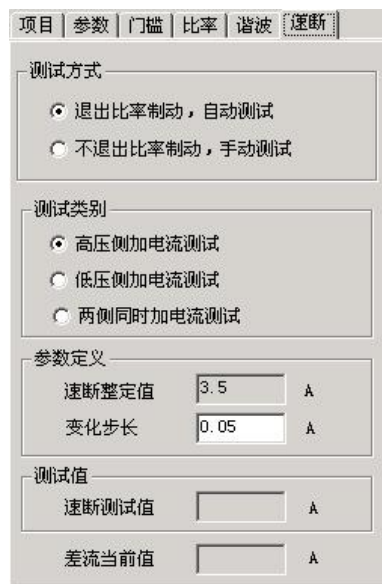 项目 参数 门槛 比率 谐波 速断
测试方式
退出比率制动，自动测试
不退出比率制动，手动测试
测试类别
高压侧加电流测试
低压侧加电流测试
两侧同时加电流测试
参数定义
速断整定值 3.5 A
变化步长 0.05 A
测试值
速断测试值 A
差流当前值 A